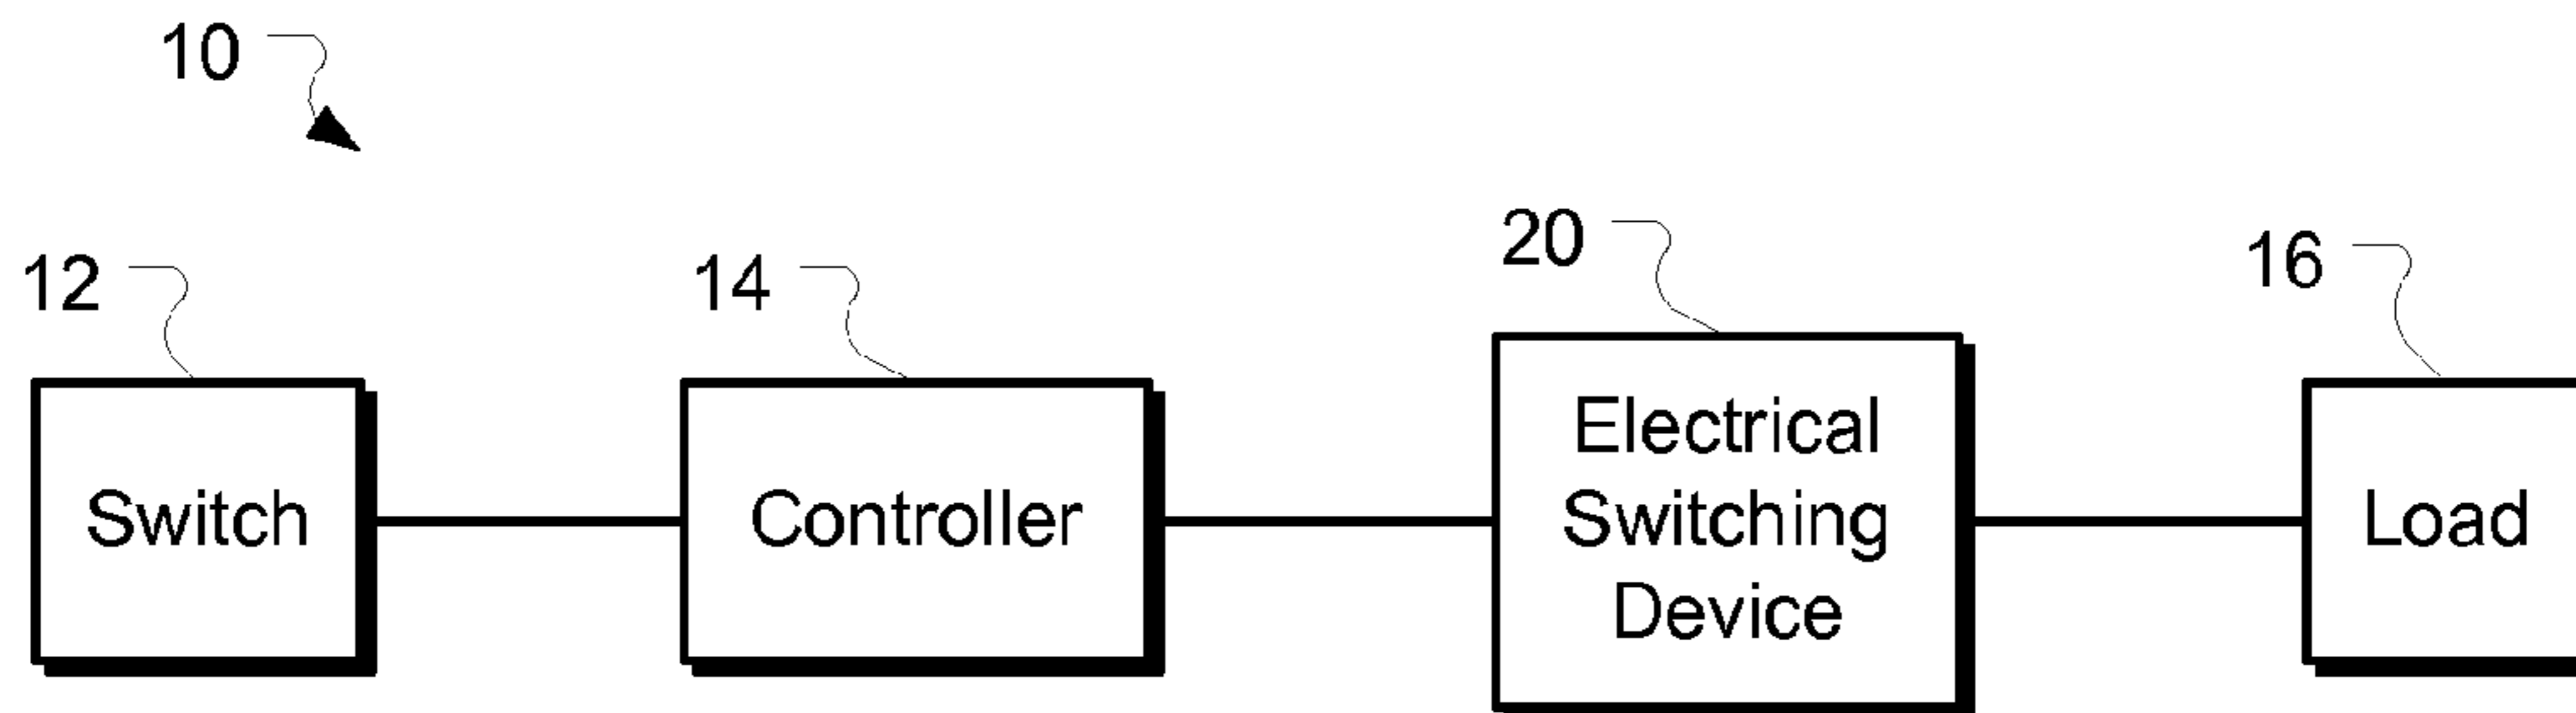 10
12
14
20
16
Switch
Controller
Electrical
Switching
Device
Load